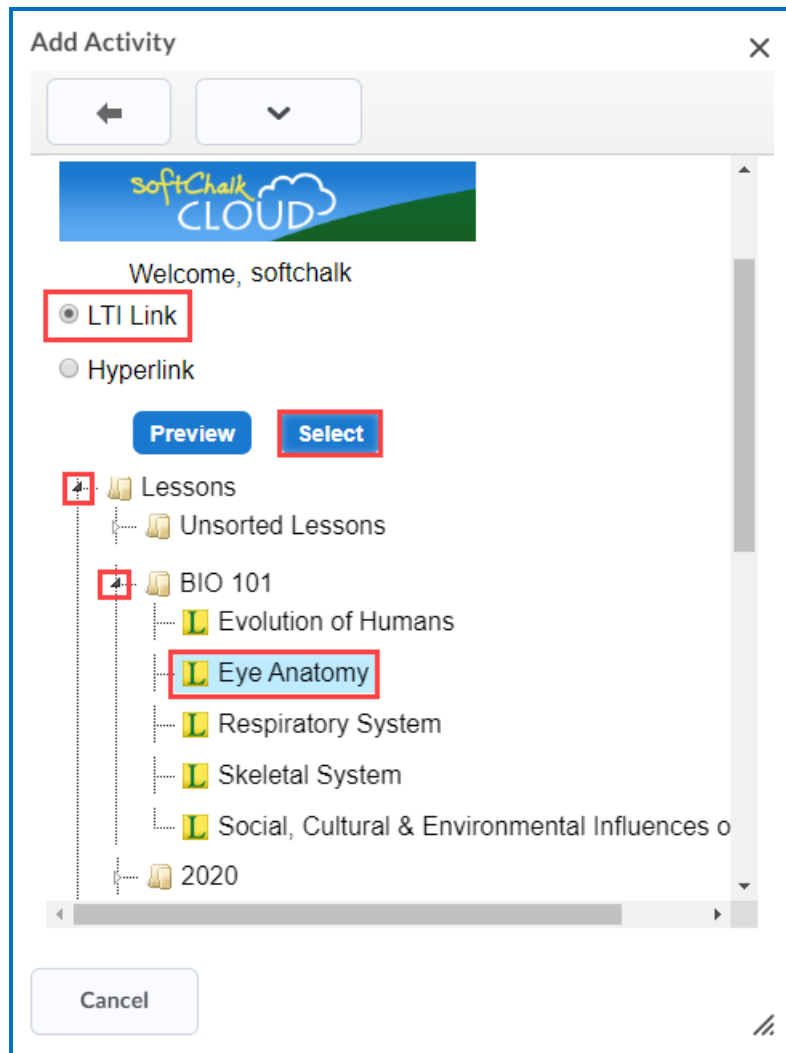 Add Activity
softChalk
CLOUD
Welcome, softchalk
LTI Link
Hyperlink
Preview Select
Lessons
Unsorted Lessons
BIO 101
L Evolution of Humans
L Eye Anatomy
L Respiratory System
L Skeletal System
L Social, Cultural & Environmental Influences o
2020
Cancel